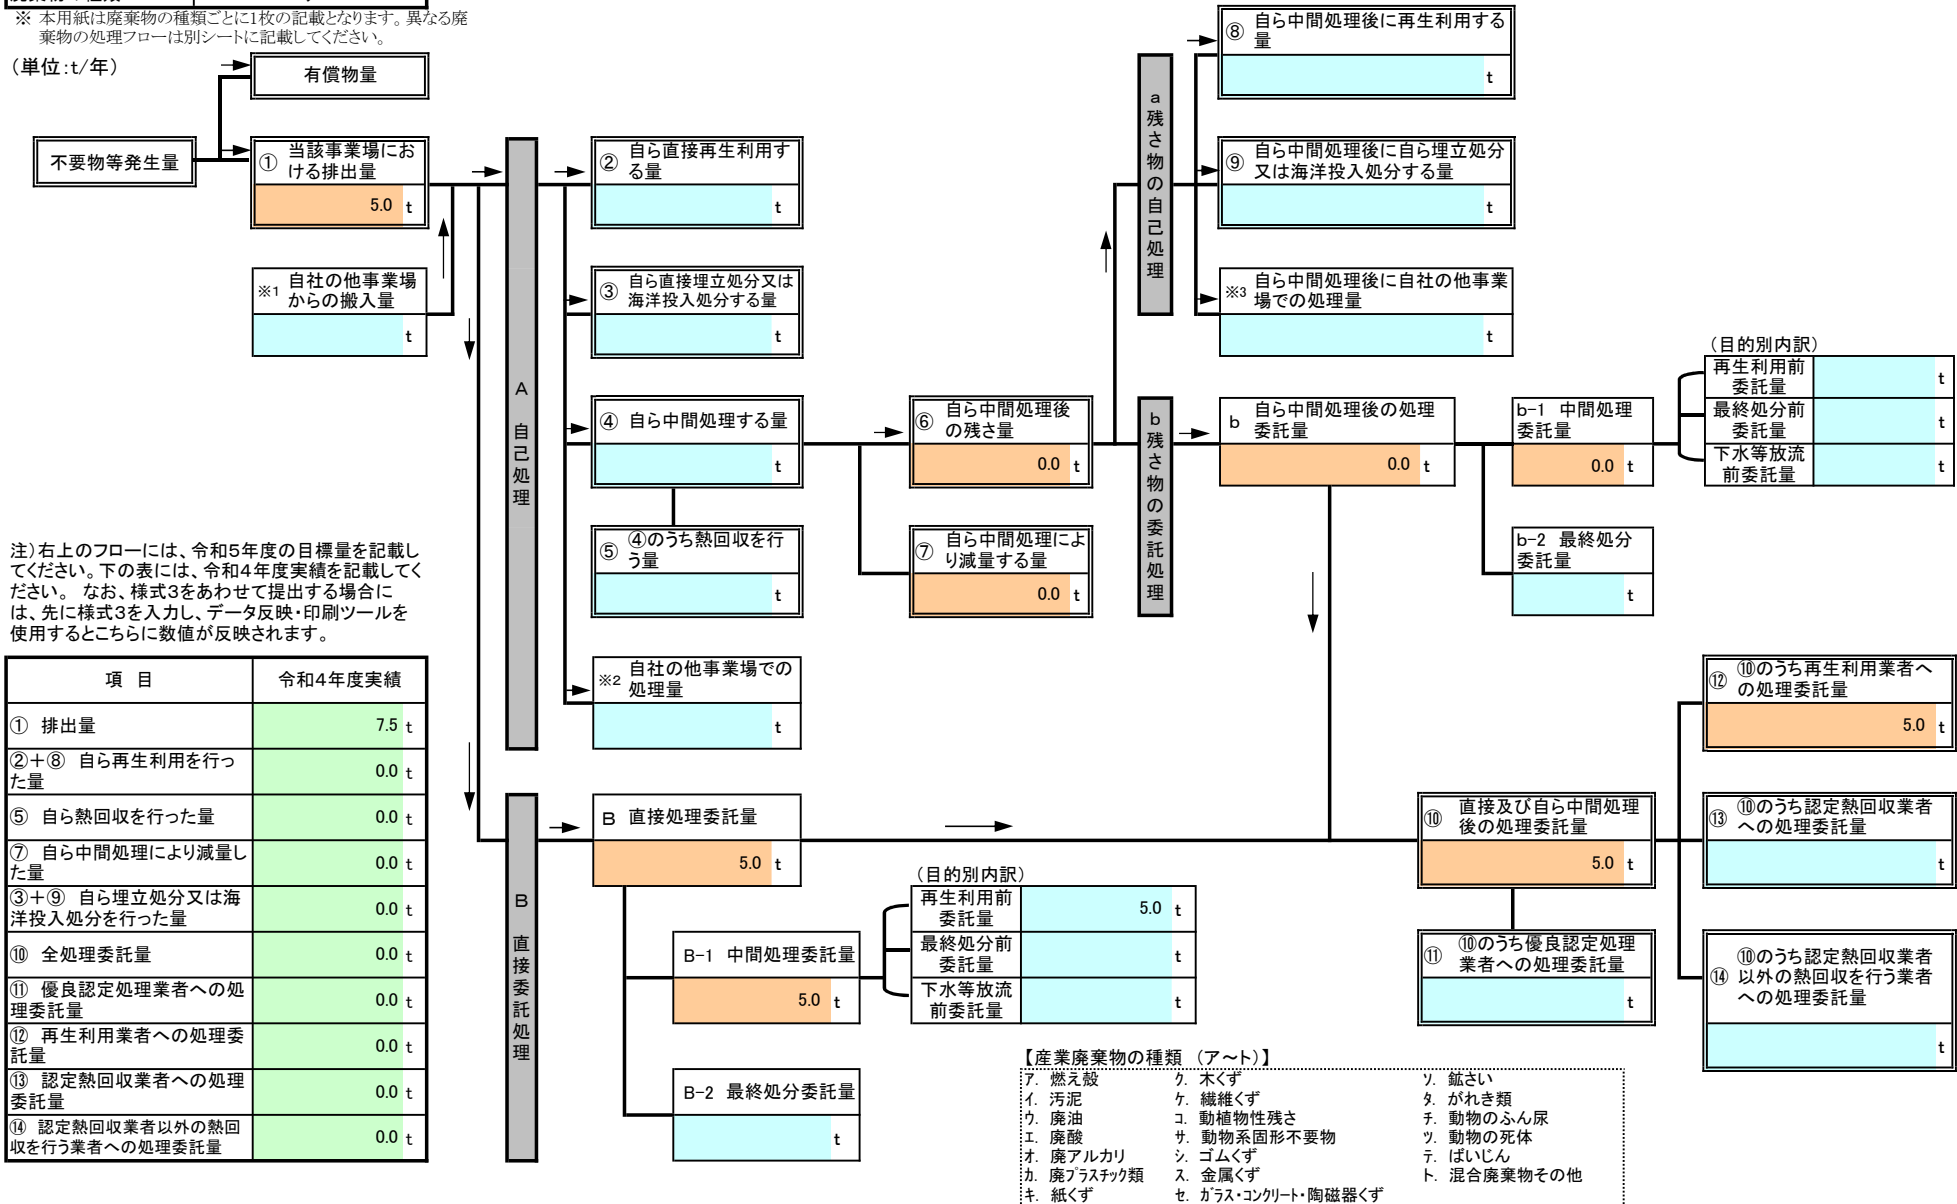 ※ 本用紙は廃棄物の種類ごとに1枚の記載となります。異なる廃
棄物の処理フローは別シートに記載してください。
（単位：t/年）
有償物量
不要物等発生量
① 当該事業場にお
ける排出量
5.0 t
※1 自社の他事業場
からの搬入量
t
A 自己処理
② 自ら直接再生利用す
る量
t
③ 自ら直接埋立処分又は
海洋投入処分する量
t
④ 自ら中間処理する量
t
⑤ ④のうち熱回収を行
う量
t
※2 自社の他事業場での
処理量
t
⑥ 自ら中間処理後
の残さ量
0.0 t
⑦ 自ら中間処理によ
り減量する量
0.0 t
a 残さ物の自己処理
⑧ 自ら中間処理後に再生利用する
量
t
⑨ 自ら中間処理後に自ら埋立処分
又は海洋投入処分する量
t
※3 自ら中間処理後に自社の他事業
場での処理量
t
b 残さ物の委託処理
b 自ら中間処理後の処理
委託量
0.0 t
b-1 中間処理
委託量
0.0 t
（目的別内訳）
再生利用前
委託量
t
最終処分前
委託量
t
下水等放流
前委託量
t
b-2 最終処分
委託量
t
注）右上のフローには、令和５年度の目標量を記載し
てください。下の表には、令和４年度実績を記載してく
ださい。 なお、様式３をあわせて提出する場合に
は、先に様式３を入力し、データ反映・印刷ツールを
使用するとこちらに数値が反映されます。
項 目 令和４年度実績
① 排出量 7.5 t
②＋⑧ 自ら再生利用を行っ
た量 0.0 t
⑤ 自ら熱回収を行った量 0.0 t
⑦ 自ら中間処理により減量し
た量 0.0 t
③＋⑨ 自ら埋立処分又は海
洋投入処分を行った量 0.0 t
⑩ 全処理委託量 0.0 t
⑪ 優良認定処理業者への処
理委託量 0.0 t
⑫ 再生利用業者への処理委
託量 0.0 t
⑬ 認定熱回収業者への処理
委託量 0.0 t
⑭ 認定熱回収業者以外の熱回
収を行う業者への処理委託量 0.0 t
B 直接委託処理
B 直接処理委託量
5.0 t
（目的別内訳）
再生利用前
委託量
5.0 t
最終処分前
委託量
t
下水等放流
前委託量
t
B-1 中間処理委託量
5.0 t
B-2 最終処分委託量
t
⑩ 直接及び自ら中間処理
後の処理委託量
5.0 t
⑪ ⑩のうち優良認定処理
業者への処理委託量
t
⑫ ⑩のうち再生利用業者へ
の処理委託量
5.0 t
⑬ ⑩のうち認定熱回収業者
への処理委託量
t
⑭ ⑩のうち認定熱回収業者
以外の熱回収を行う業者
への処理委託量
t
【産業廃棄物の種類 （ア～ト）】
ア. 燃え殻 ク. 木くず ソ. 鉱さい
イ. 汚泥 ケ. 繊維くず タ. がれき類
ウ. 廃油 コ. 動植物性残さ チ. 動物のふん尿
エ. 廃酸 サ. 動物系固形不要物 ツ. 動物の死体
オ. 廃アルカリ シ. ゴムくず テ. ばいじん
カ. 廃プラスチック類 ス. 金属くず ト. 混合廃棄物その他
キ. 紙くず セ. ガラス・コンクリート・陶磁器くず